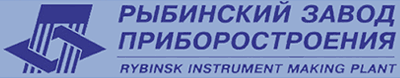 РЫБИНСКИЙ ЗАВОД
ПРИБОРОСТРОЕНИЯ
RYBINSK INSTRUMENT MAKING PLANT